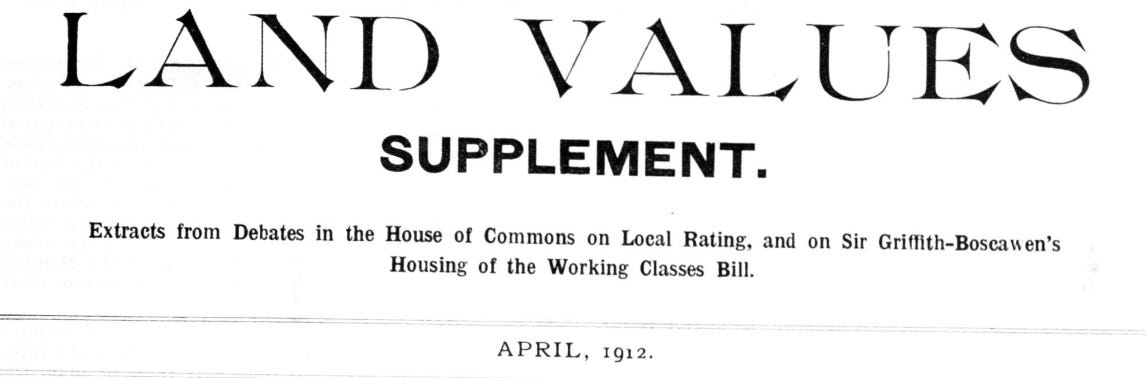 LAND VALUES
SUPPLEMENT.
Extracts from Debates in the House of Commons on Local Rating, and on Sir Griffith-Boscawen's
Housing of the Working Classes Bill.
APRIL, 1912.